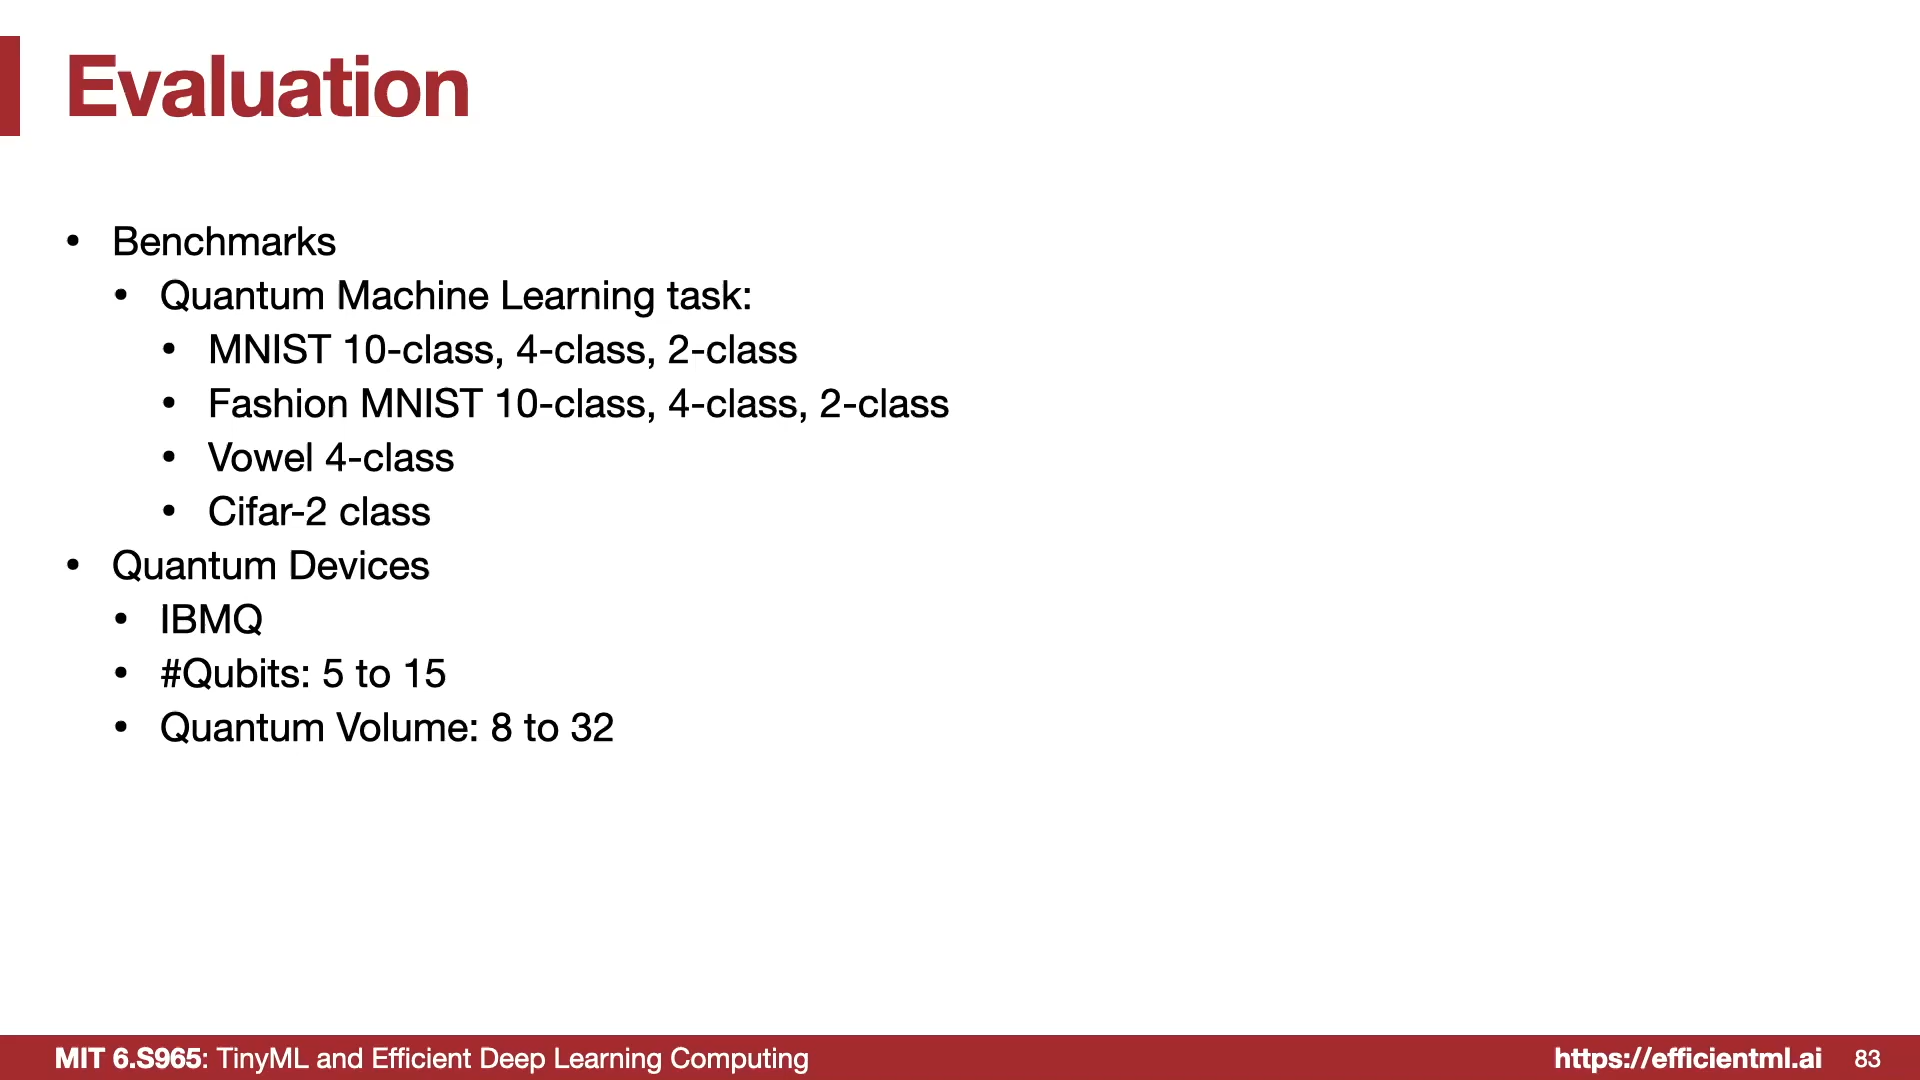 Evaluation
• Benchmarks
• Quantum Machine Learning task:
• MNIST 10-class, 4-class, 2-class
• Fashion MNIST 10-class, 4-class, 2-class
• Vowel 4-class
• Cifar-2 class
• Quantum Devices
• IBMQ
• #Qubits: 5 to 15
• Quantum Volume: 8 to 32
MIT 6.S965: TinyML and Efficient Deep Learning Computing
https://efficientml.ai 83